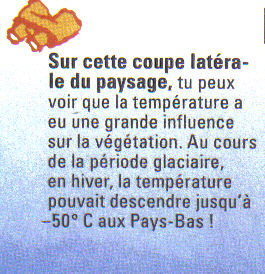 Sur cette coupe latéra-
le du paysage, tu peux
voir que la température a
eu une grande influence
sur la végétation. Au cours
de la période glaciaire,
en hiver, la température
pouvait descendre jusqu'à
–50° C aux Pays-Bas !